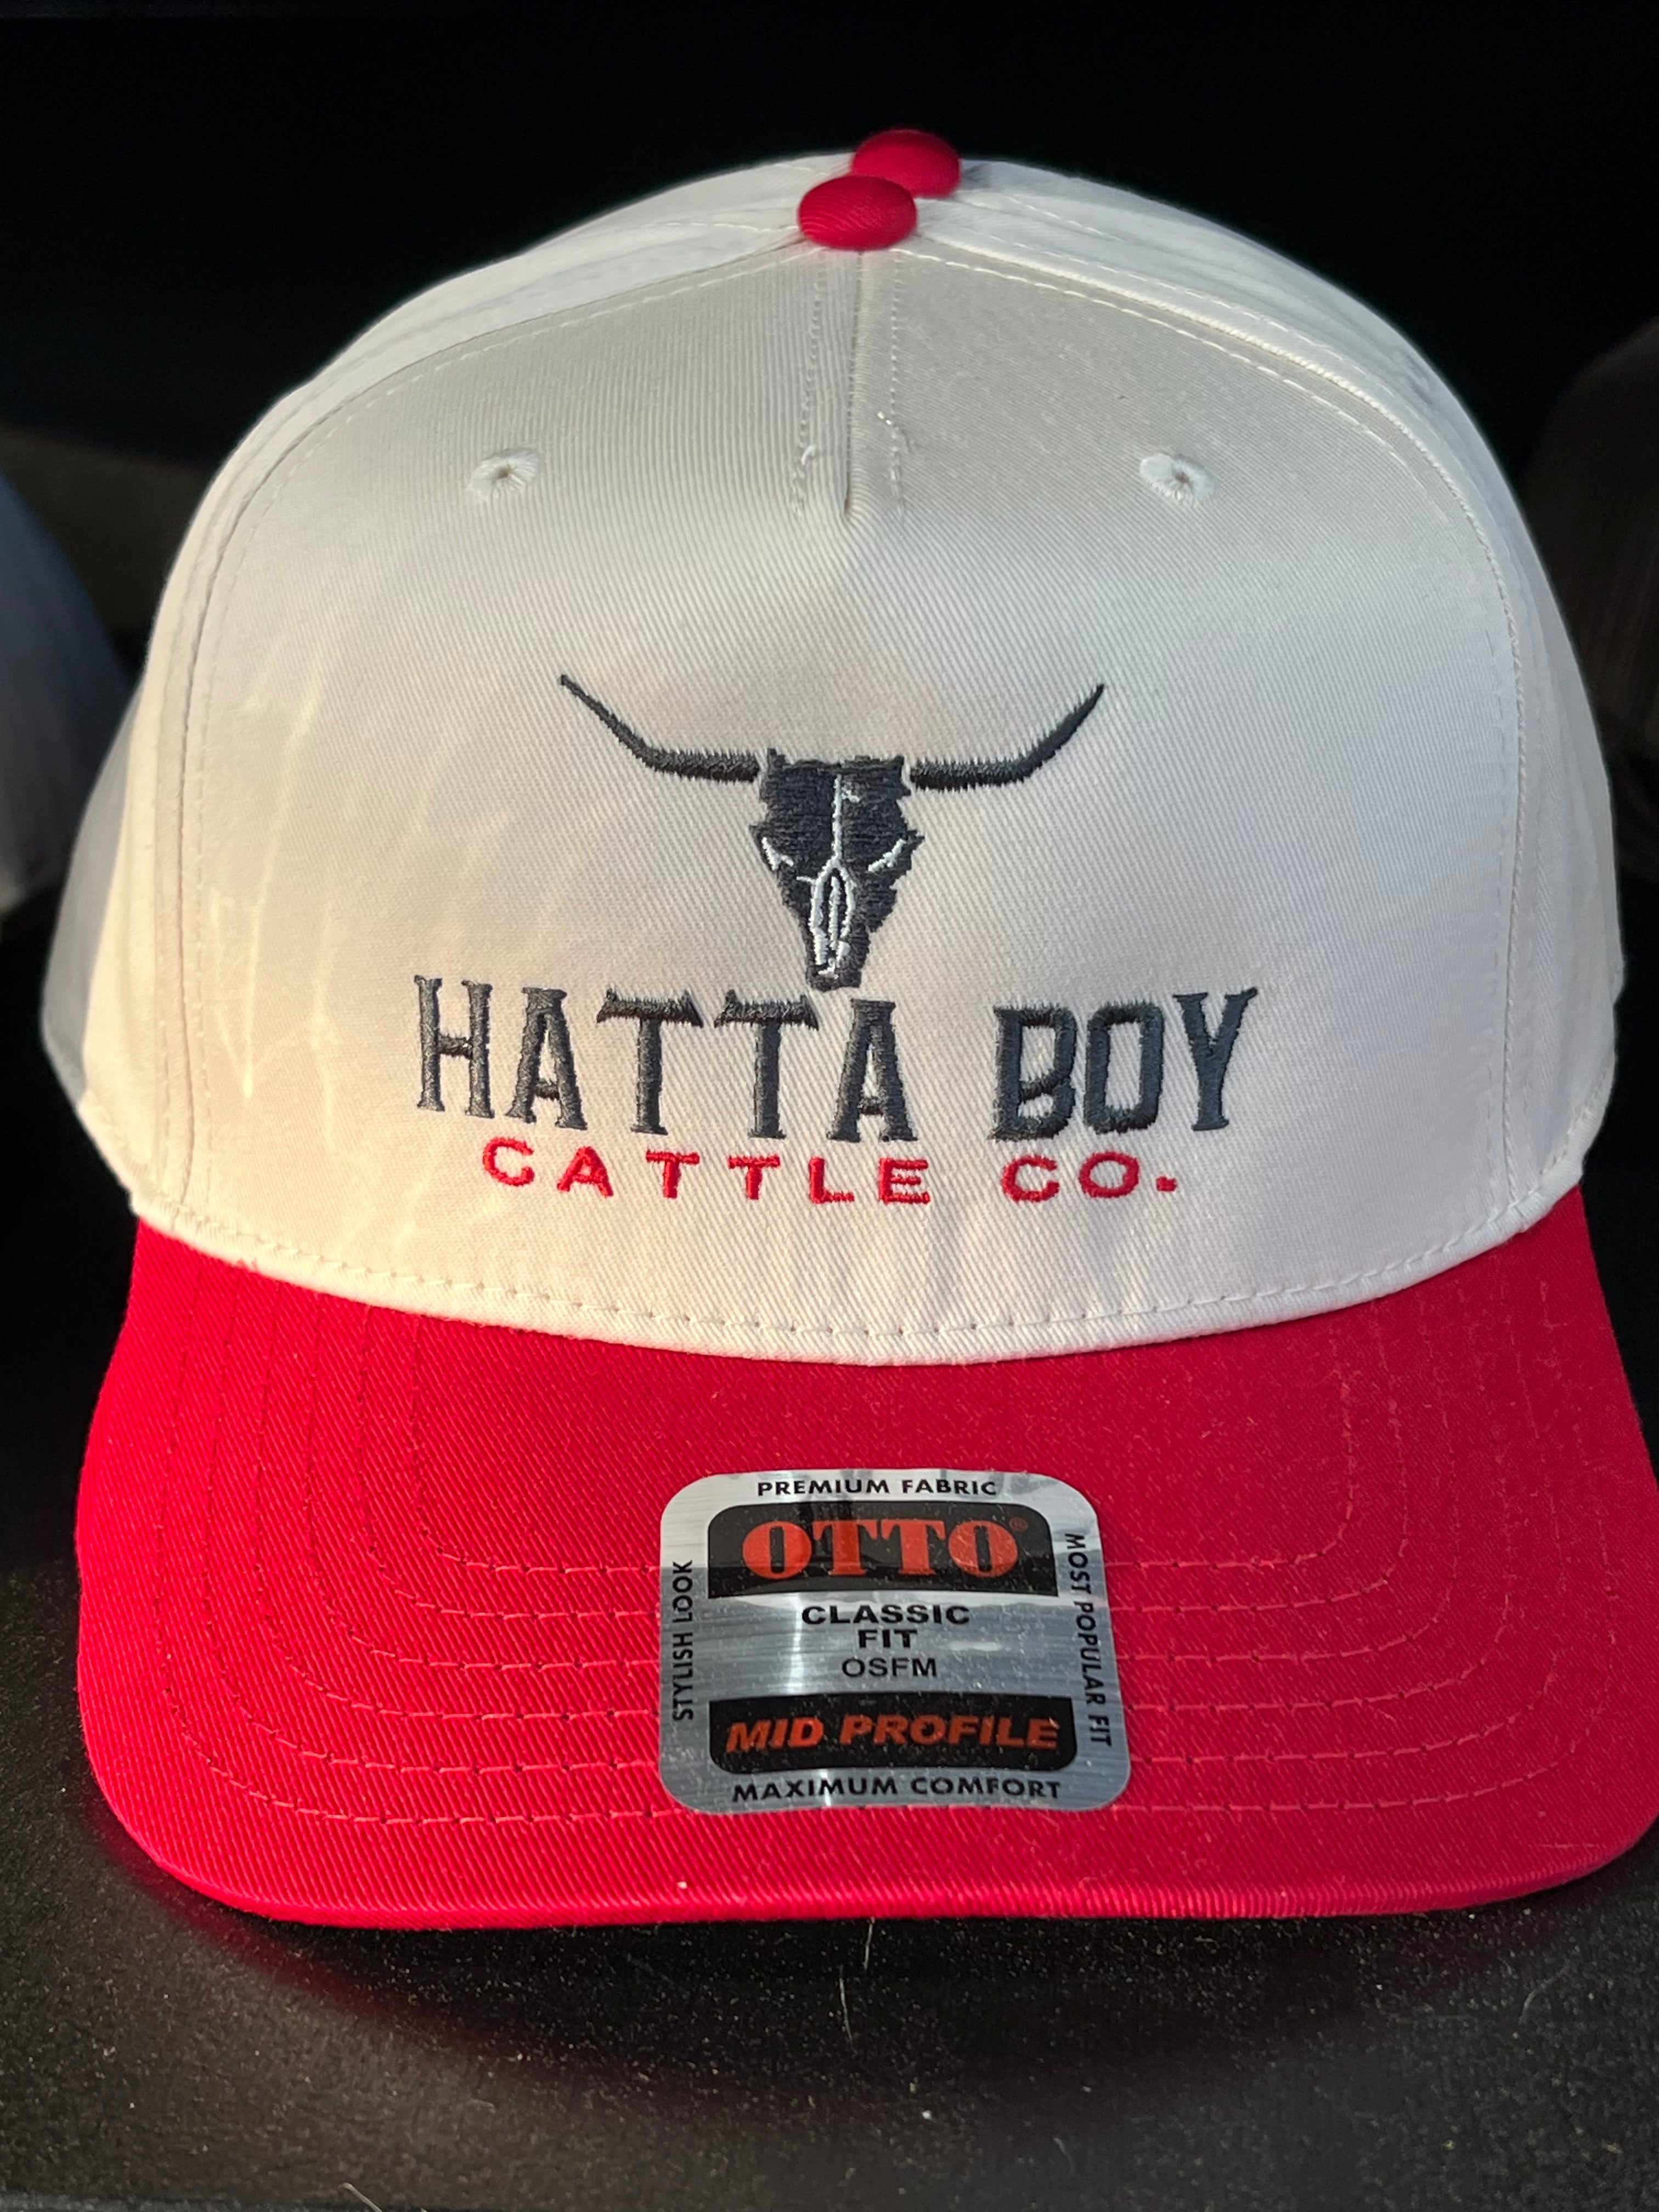 HATTA BOY
CATTLE CO.
PREMIUM FABRIC
OTTO®
STYLISH LOOK
MOST POPULAR FIT
CLASSIC
FIT
OSFM
MID PROFILE
MAXIMUM COMFORT